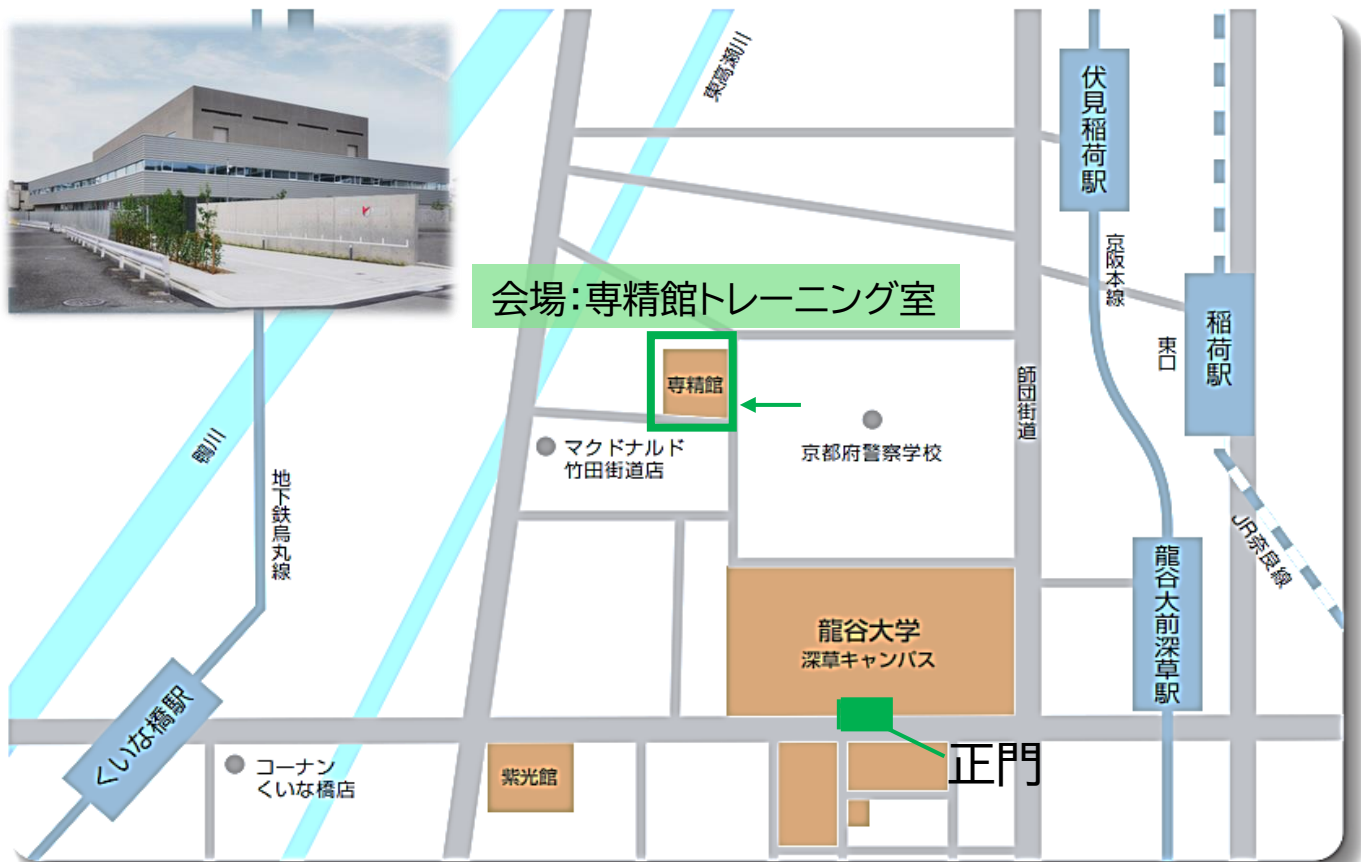 東高瀬川
伏見稲荷駅
京阪本線
会場:専精館トレーニング室
稲荷駅
東口
専精館
師団街道
鴨川
マクドナルド
竹田街道店
京都府警察学校
地下鉄烏丸線
JR奈良線
龍谷大前深草駅
龍谷大学
深草キャンパス
くいな橋駅
正門
コーナン
くいな橋店
紫光館